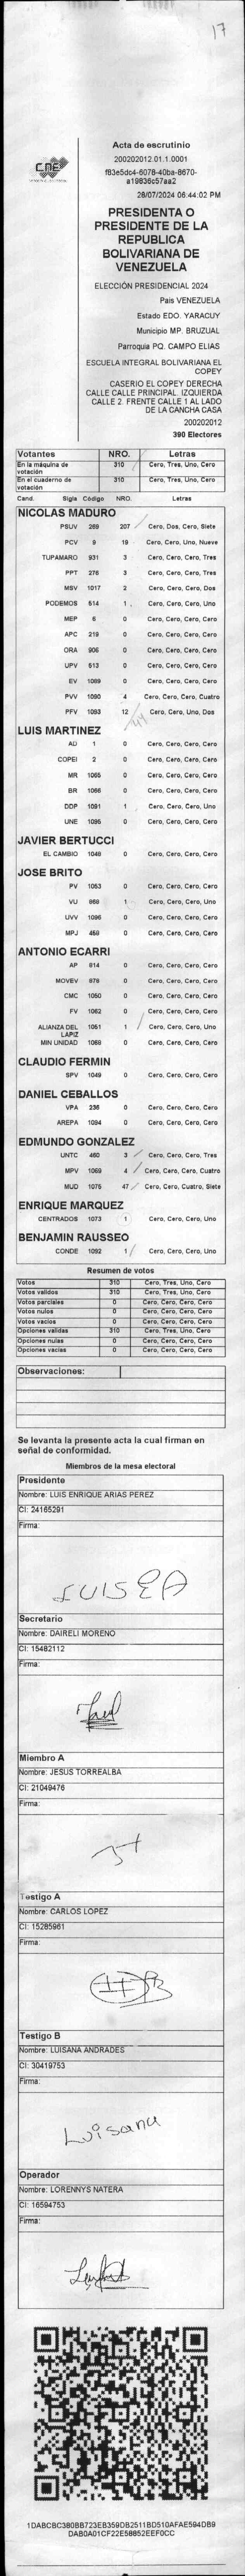 17
CNE
Acta de escrutinio
200202012.01.1.0001
f83e5dc4-6078-40ba-8670-
a19836c57aa2
28/07/2024 06:44:02 PM
PRESIDENTA O
PRESIDENTE DE LA
REPUBLICA
BOLIVARIANA DE
VENEZUELA
ELECCIÓN PRESIDENCIAL 2024
País VENEZUELA
Estado EDO. YARACUY
Municipio MP. BRUZUAL
Parroquia PQ. CAMPO ELIAS
ESCUELA INTEGRAL BOLIVARIANA EL
COPEY
CASERIO EL COPEY DERECHA
CALLE CALLE PRINCIPAL. IZQUIERDA
CALLE 2. FRENTE CALLE 1 AL LADO
DE LA CANCHA CASA
200202012
390 Electores
Votantes NRO. Letras
En la máquina de votación 310 Cero, Tres, Uno, Cero
En el cuaderno de votación 310 Cero, Tres, Uno, Cero
Cand. Sigla Código NRO. Letras
NICOLAS MADURO
PSUV 269 207 Cero, Dos, Cero, Siete
PCV 9 19 Cero, Cero, Uno, Nueve
TUPAMARO 931 3 Cero, Cero, Cero, Tres
PPT 276 3 Cero, Cero, Cero, Tres
MSV 1017 2 Cero, Cero, Cero, Dos
PODEMOS 514 1 Cero, Cero, Cero, Uno
MEP 6 0 Cero, Cero, Cero, Cero
APC 219 0 Cero, Cero, Cero, Cero
ORA 906 0 Cero, Cero, Cero, Cero
UPV 513 0 Cero, Cero, Cero, Cero
EV 1089 0 Cero, Cero, Cero, Cero
PVV 1090 4 Cero, Cero, Cero, Cuatro
PFV 1093 12 Cero, Cero, Uno, Dos
LUIS MARTINEZ
AD 1 0 Cero, Cero, Cero, Cero
COPEI 2 0 Cero, Cero, Cero, Cero
MR 1065 0 Cero, Cero, Cero, Cero
BR 1066 0 Cero, Cero, Cero, Cero
DDP 1091 1 Cero, Cero, Cero, Uno
UNE 1095 0 Cero, Cero, Cero, Cero
JAVIER BERTUCCI
EL CAMBIO 1048 0 Cero, Cero, Cero, Cero
JOSE BRITO
PV 1053 0 Cero, Cero, Cero, Cero
VU 868 1 Cero, Cero, Cero, Uno
UVV 1096 0 Cero, Cero, Cero, Cero
MPJ 458 0 Cero, Cero, Cero, Cero
ANTONIO ECARRI
AP 814 0 Cero, Cero, Cero, Cero
MOVEV 878 0 Cero, Cero, Cero, Cero
CMC 1050 0 Cero, Cero, Cero, Cero
FV 1062 0 Cero, Cero, Cero, Cero
ALIANZA DEL LAPIZ 1051 1 Cero, Cero, Cero, Uno
MIN UNIDAD 1068 0 Cero, Cero, Cero, Cero
CLAUDIO FERMIN
SPV 1049 0 Cero, Cero, Cero, Cero
DANIEL CEBALLOS
VPA 236 0 Cero, Cero, Cero, Cero
AREPA 1094 0 Cero, Cero, Cero, Cero
EDMUNDO GONZALEZ
UNTC 460 3 Cero, Cero, Cero, Tres
MPV 1069 4 Cero, Cero, Cero, Cuatro
MUD 1075 47 Cero, Cero, Cuatro, Siete
ENRIQUE MARQUEZ
CENTRADOS 1073 1 Cero, Cero, Cero, Uno
BENJAMIN RAUSSEO
CONDE 1092 1 Cero, Cero, Cero, Uno
Resumen de votos
Votos 310 Cero, Tres, Uno, Cero
Votos validos 310 Cero, Tres, Uno, Cero
Votos parciales 0 Cero, Cero, Cero, Cero
Votos nulos 0 Cero, Cero, Cero, Cero
Votos vacios 0 Cero, Cero, Cero, Cero
Opciones validas 310 Cero, Tres, Uno, Cero
Opciones nulas 0 Cero, Cero, Cero, Cero
Opciones vacias 0 Cero, Cero, Cero, Cero
Observaciones:
Se levanta la presente acta la cual firman en
señal de conformidad.
Miembros de la mesa electoral
Presidente
Nombre: LUIS ENRIQUE ARIAS PEREZ
CI: 24165291
Firma:
LUIS EA
Secretario
Nombre: DAIRELI MORENO
CI: 15482112
Firma:
Miembro A
Nombre: JESUS TORREALBA
CI: 21049476
Firma:
Testigo A
Nombre: CARLOS LOPEZ
CI: 15285981
Firma:
Testigo B
Nombre: LUISANA ANDRADES
CI: 30419753
Firma:
Luisana
Operador
Nombre: LORENNYS NATERA
CI: 16594753
Firma:
1DABCBC380BB723EB359DB2511BD510AFAE594DB9
DAB0A01CF22E58852EEF0CC